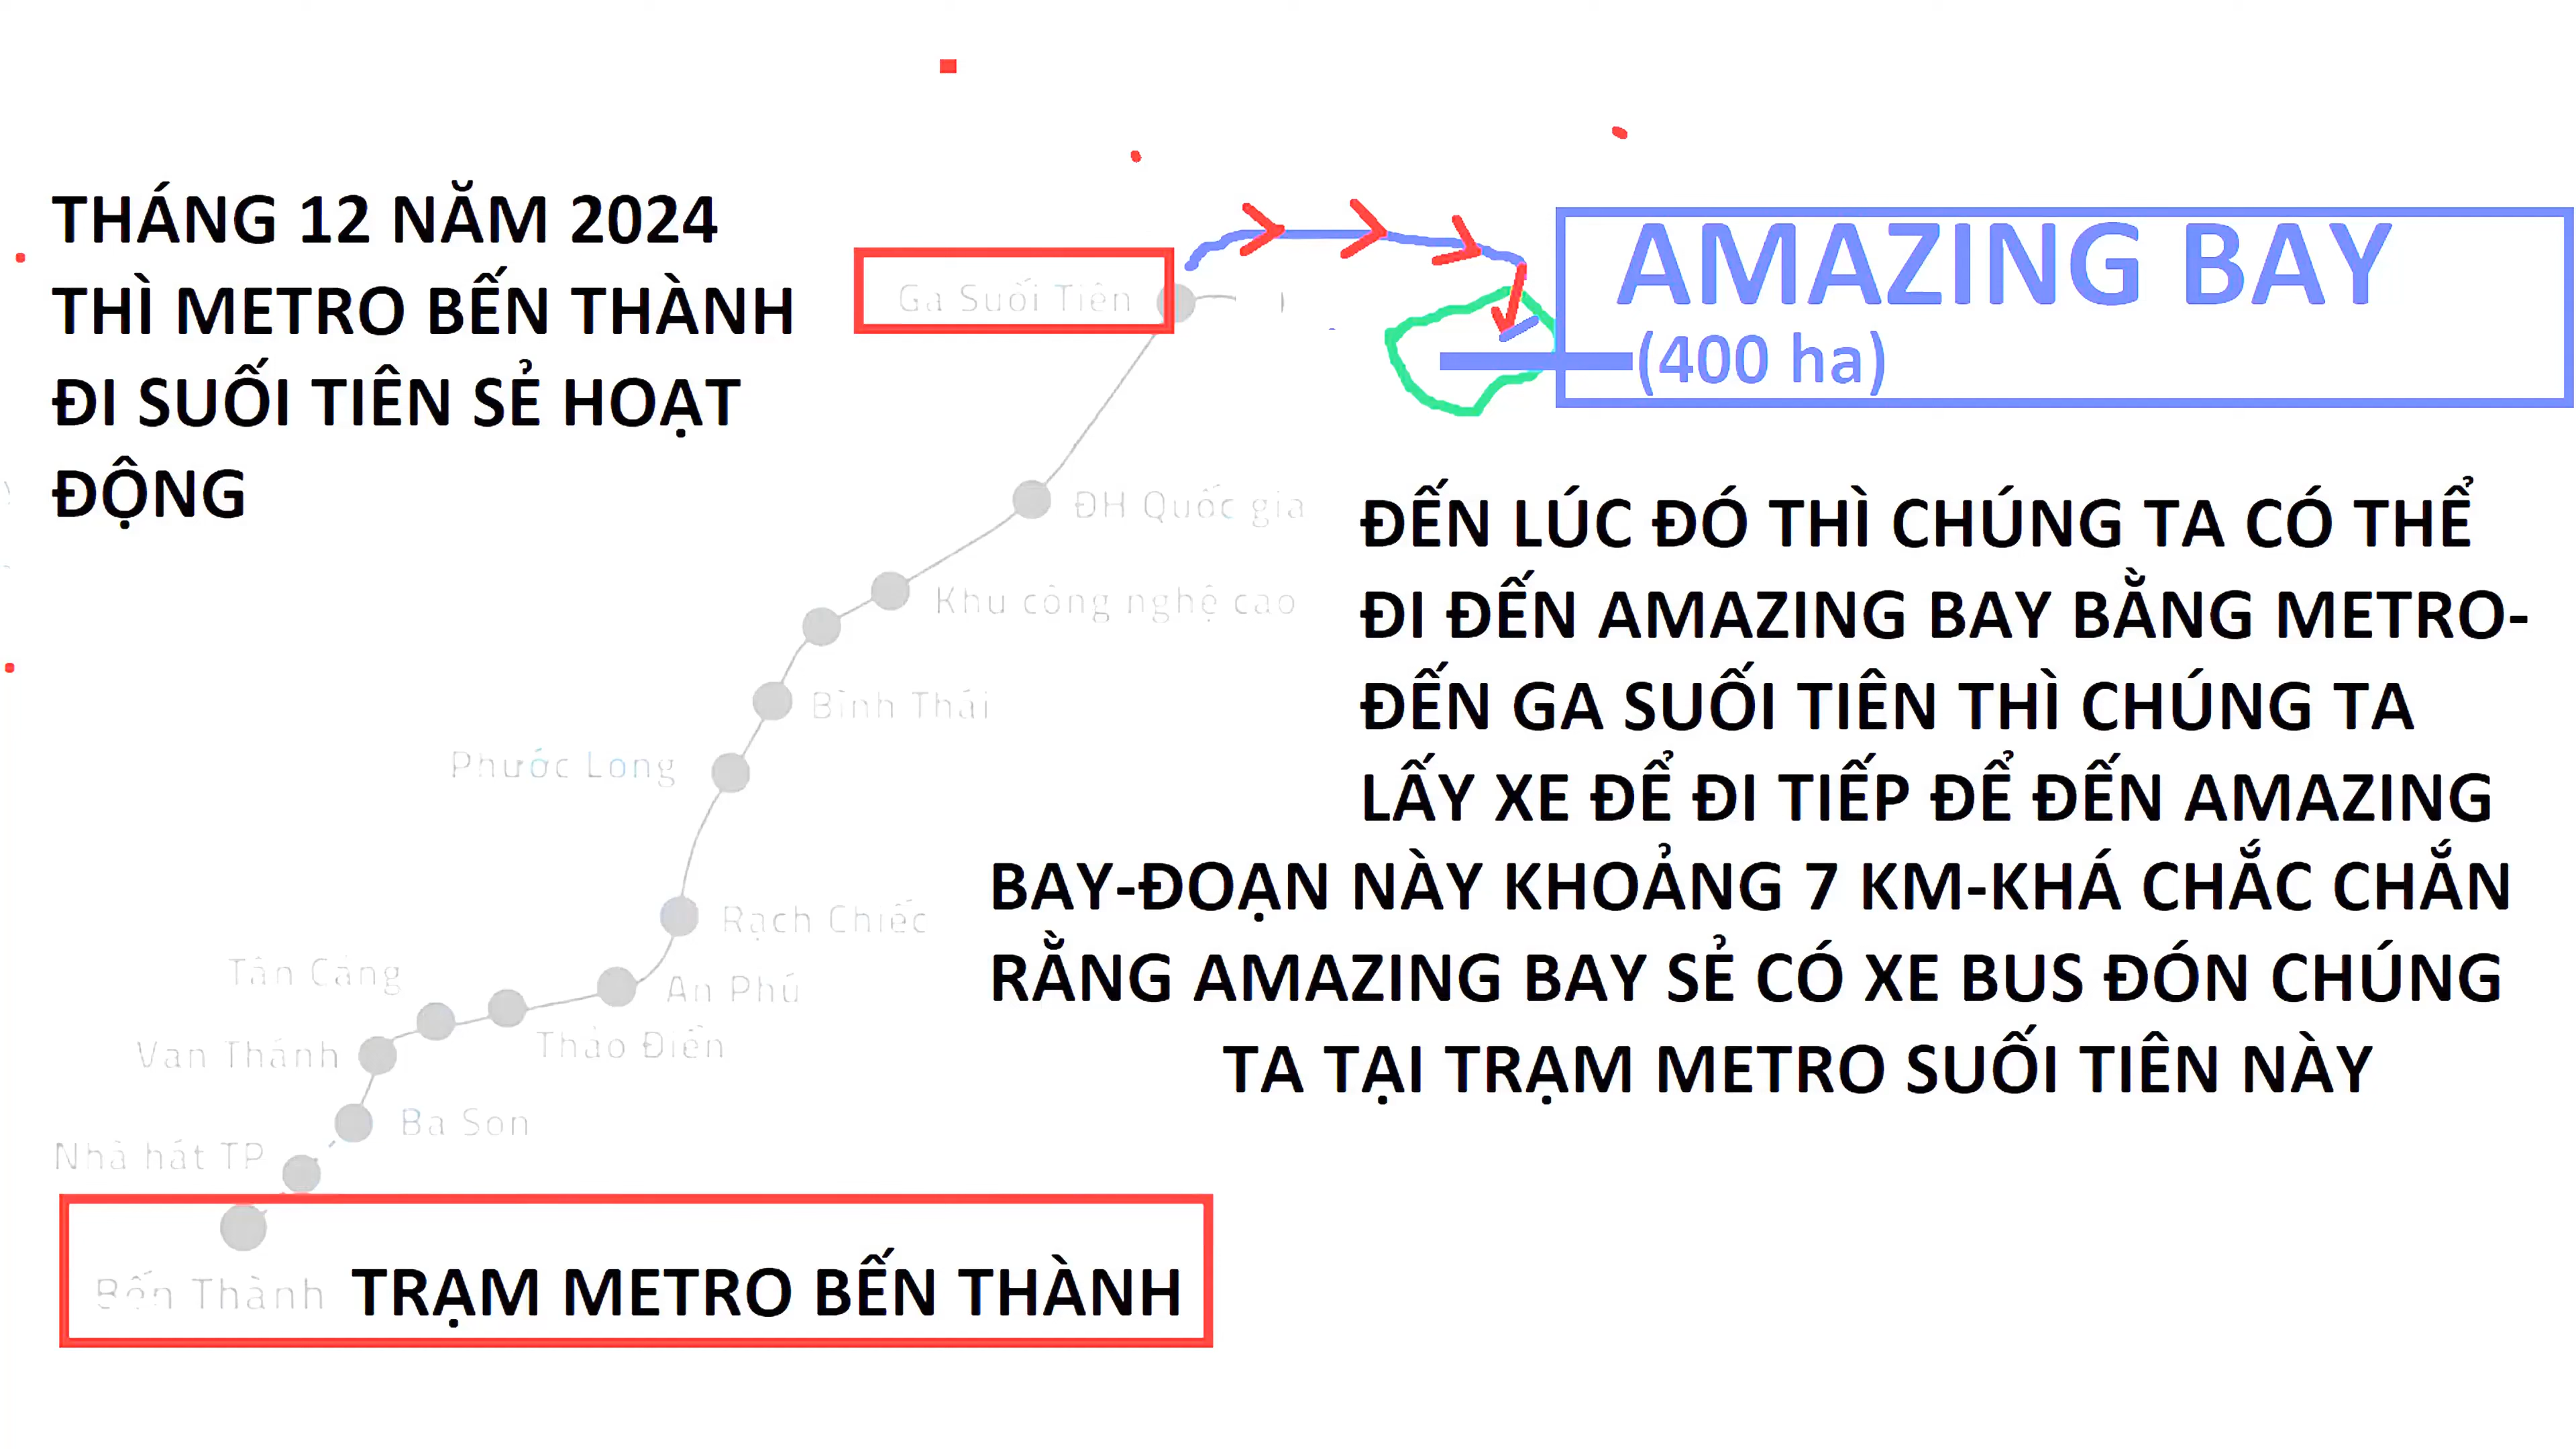 THÁNG 12 NĂM 2024
THÌ METRO BẾN THÀNH
ĐI SUỐI TIÊN SẺ HOẠT
ĐỘNG
Ga Suối Tiên
AMAZING BAY
(400 ha)
ĐH Quốc gia
Khu công nghệ cao
Bình Thái
Phước Long
Rạch Chiếc
Tân Cảng
An Phú
Thảo Điền
Văn Thánh
Ba Son
Nhà hát TP
ĐẾN LÚC ĐÓ THÌ CHÚNG TA CÓ THỂ
ĐI ĐẾN AMAZING BAY BẰNG METRO-
ĐẾN GA SUỐI TIÊN THÌ CHÚNG TA
LẤY XE ĐỂ ĐI TIẾP ĐỂ ĐẾN AMAZING
BAY-ĐOẠN NÀY KHOẢNG 7 KM-KHÁ CHẮC CHẮN
RẰNG AMAZING BAY SẺ CÓ XE BUS ĐÓN CHÚNG
TA TẠI TRẠM METRO SUỐI TIÊN NÀY
Bến Thành TRẠM METRO BẾN THÀNH